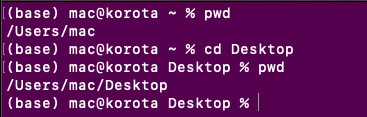 (base) mac@korota ~ % pwd
/Users/mac
(base) mac@korota ~ % cd Desktop
(base) mac@korota Desktop % pwd
/Users/mac/Desktop
(base) mac@korota Desktop %